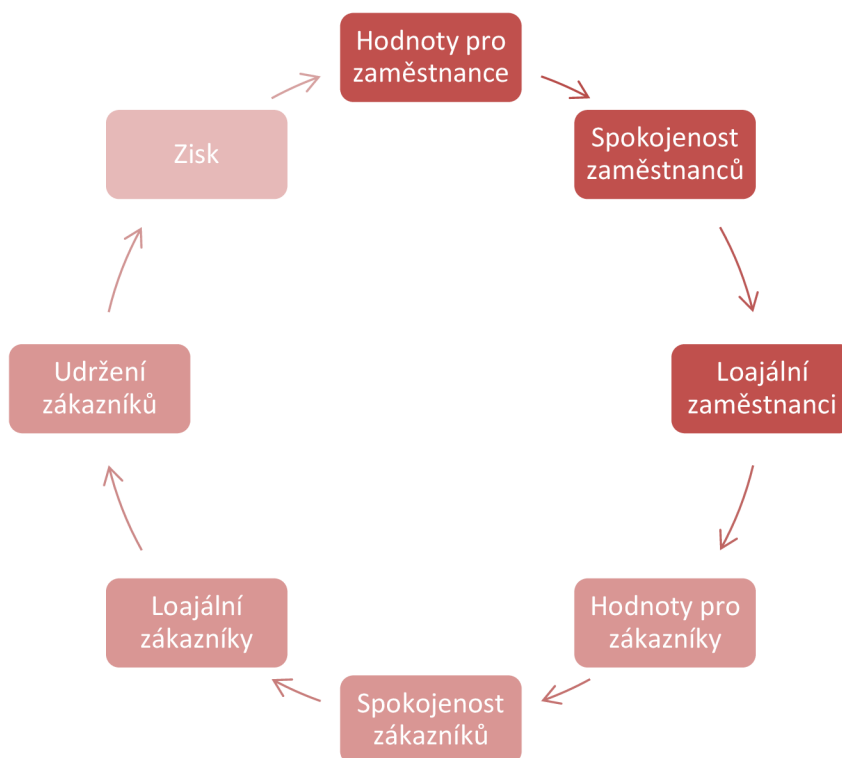 Hodnoty pro
zaměstnance
Spokojenost
zaměstnanců
Loajální
zaměstnanci
Hodnoty pro
zákazníky
Spokojenost
zákazníků
Loajální
zákazníky
Udržení
zákazníků
Zisk